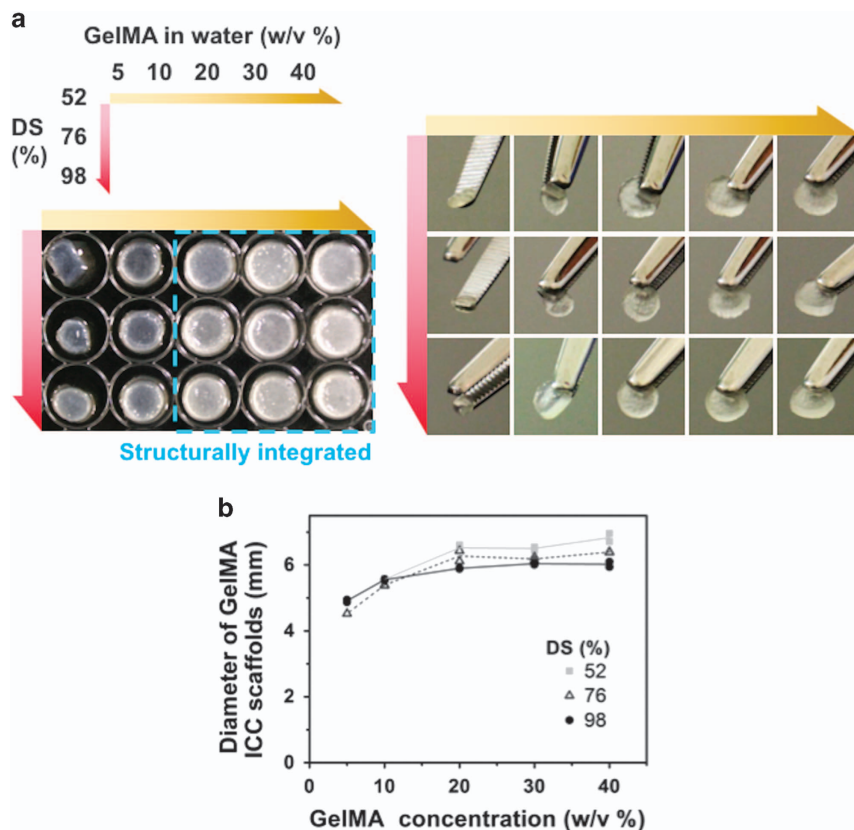 a
GelMA in water (w/v %)
5 10 20 30 40
52
DS
(%)
76
98
Structurally integrated
b
Diameter of GelMA
ICC scaffolds (mm)
8
6
4
2
0
DS (%)
52
76
98
0 10 20 30 40
GelMA concentration (w/v %)